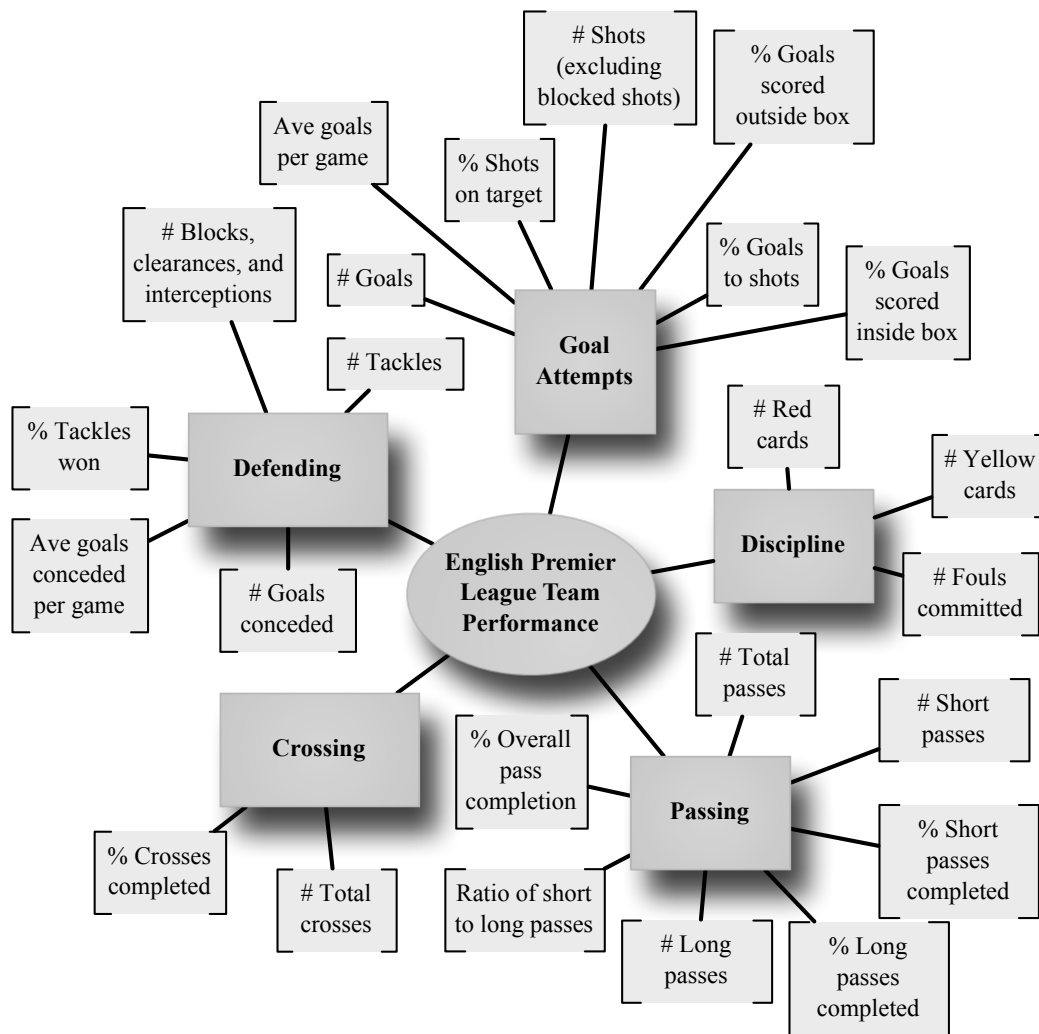 # Shots
(excluding
blocked shots)
% Goals
scored
outside box
Ave goals
per game
% Shots
on target
# Blocks,
clearances, and
interceptions
# Goals
% Goals
to shots
% Goals
scored
inside box
Goal
Attempts
# Tackles
% Tackles
won
Defending
# Red
cards
# Yellow
cards
Ave goals
conceded
per game
# Goals
conceded
English Premier
League Team
Performance
Discipline
# Fouls
committed
# Total
passes
# Short
passes
Crossing
% Overall
pass
completion
Passing
% Crosses
completed
# Total
crosses
Ratio of short
to long passes
# Long
passes
% Short
passes
completed
% Long
passes
completed